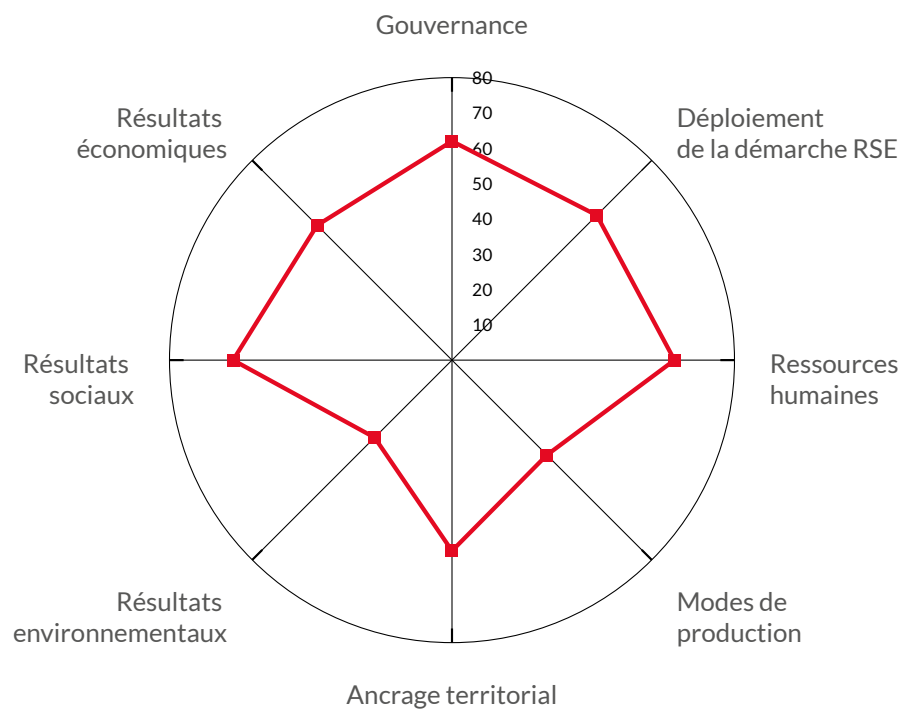 Gouvernance
80
Résultats
économiques
Déploiement
de la démarche RSE
70
60
50
40
30
20
10
Résultats
sociaux
Ressources
humaines
Résultats
environnementaux
Modes de
production
Ancrage territorial